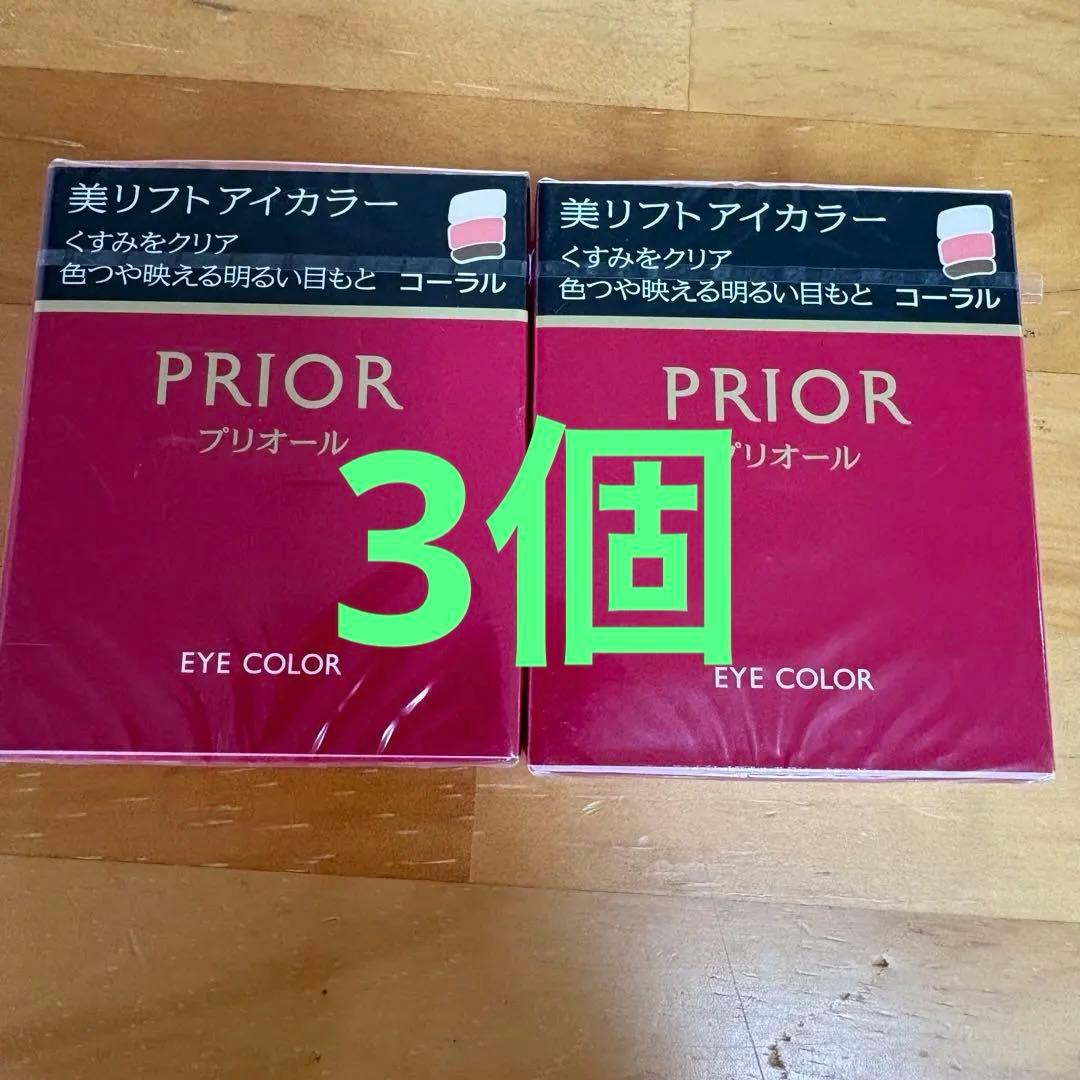 美リフトアイカラー
くすみをクリア
色つや映える明るい目もと コーラル
PRIOR
プリオール
EYE COLOR
美リフトアイカラー
くすみをクリア
色つや映える明るい目もと コーラル
PRIOR
プリオール
EYE COLOR
3個